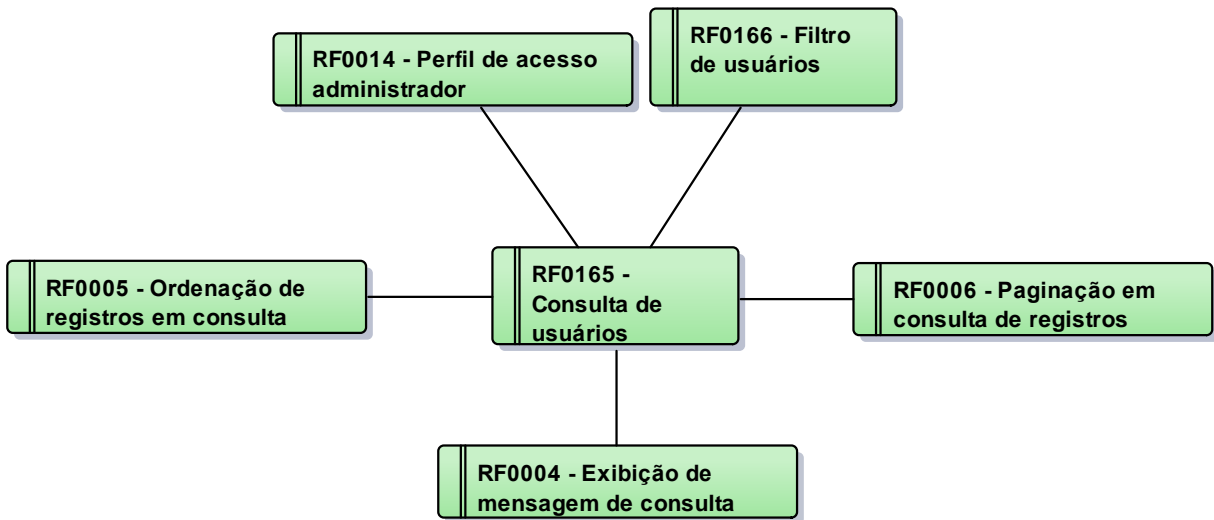 RF0014 - Perfil de acesso
administrador
RF0166 - Filtro
de usuários
RF0005 - Ordenação de
registros em consulta
RF0165 -
Consulta de
usuários
RF0006 - Paginação em
consulta de registros
RF0004 - Exibição de
mensagem de consulta